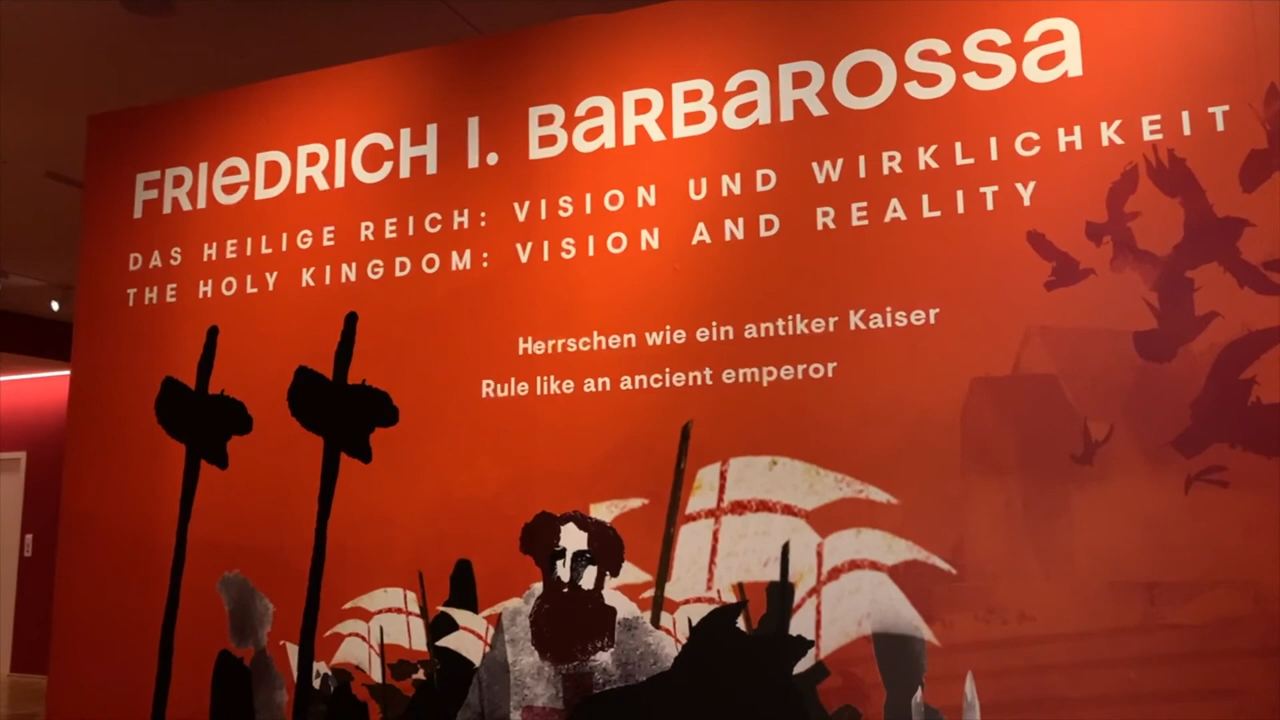 FRIEDRICH I. BARBAROSSA
DAS HEILIGE REICH: VISION UND WIRKLICHKEIT
THE HOLY KINGDOM: VISION AND REALITY
Herrschen wie ein antiker Kaiser
Rule like an ancient emperor